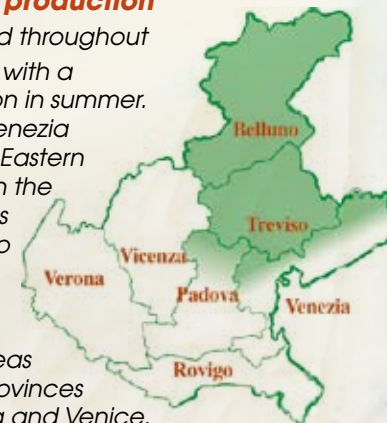 production
d throughout
with a
on in summer.
enezia
Eastern
n the
s
o
eas
ovinces
a and Venice.
Belluno
Treviso
Vicenza
Verona
Padova
Venezia
Rovigo